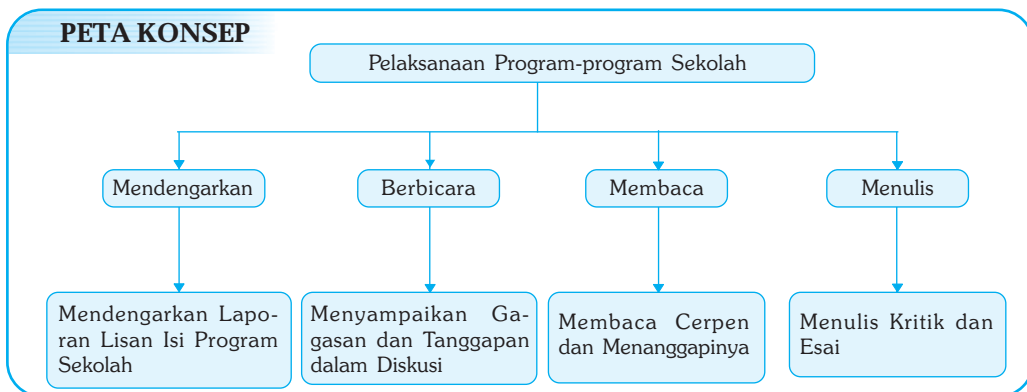 PETA KONSEP
Pelaksanaan Program-program Sekolah
Mendengarkan
Berbicara
Membaca
Menulis
Mendengarkan Lapo-
ran Lisan Isi Program
Sekolah
Menyampaikan Ga-
gasan dan Tanggapan
dalam Diskusi
Membaca Cerpen
dan Menanggapinya
Menulis Kritik dan
Esai